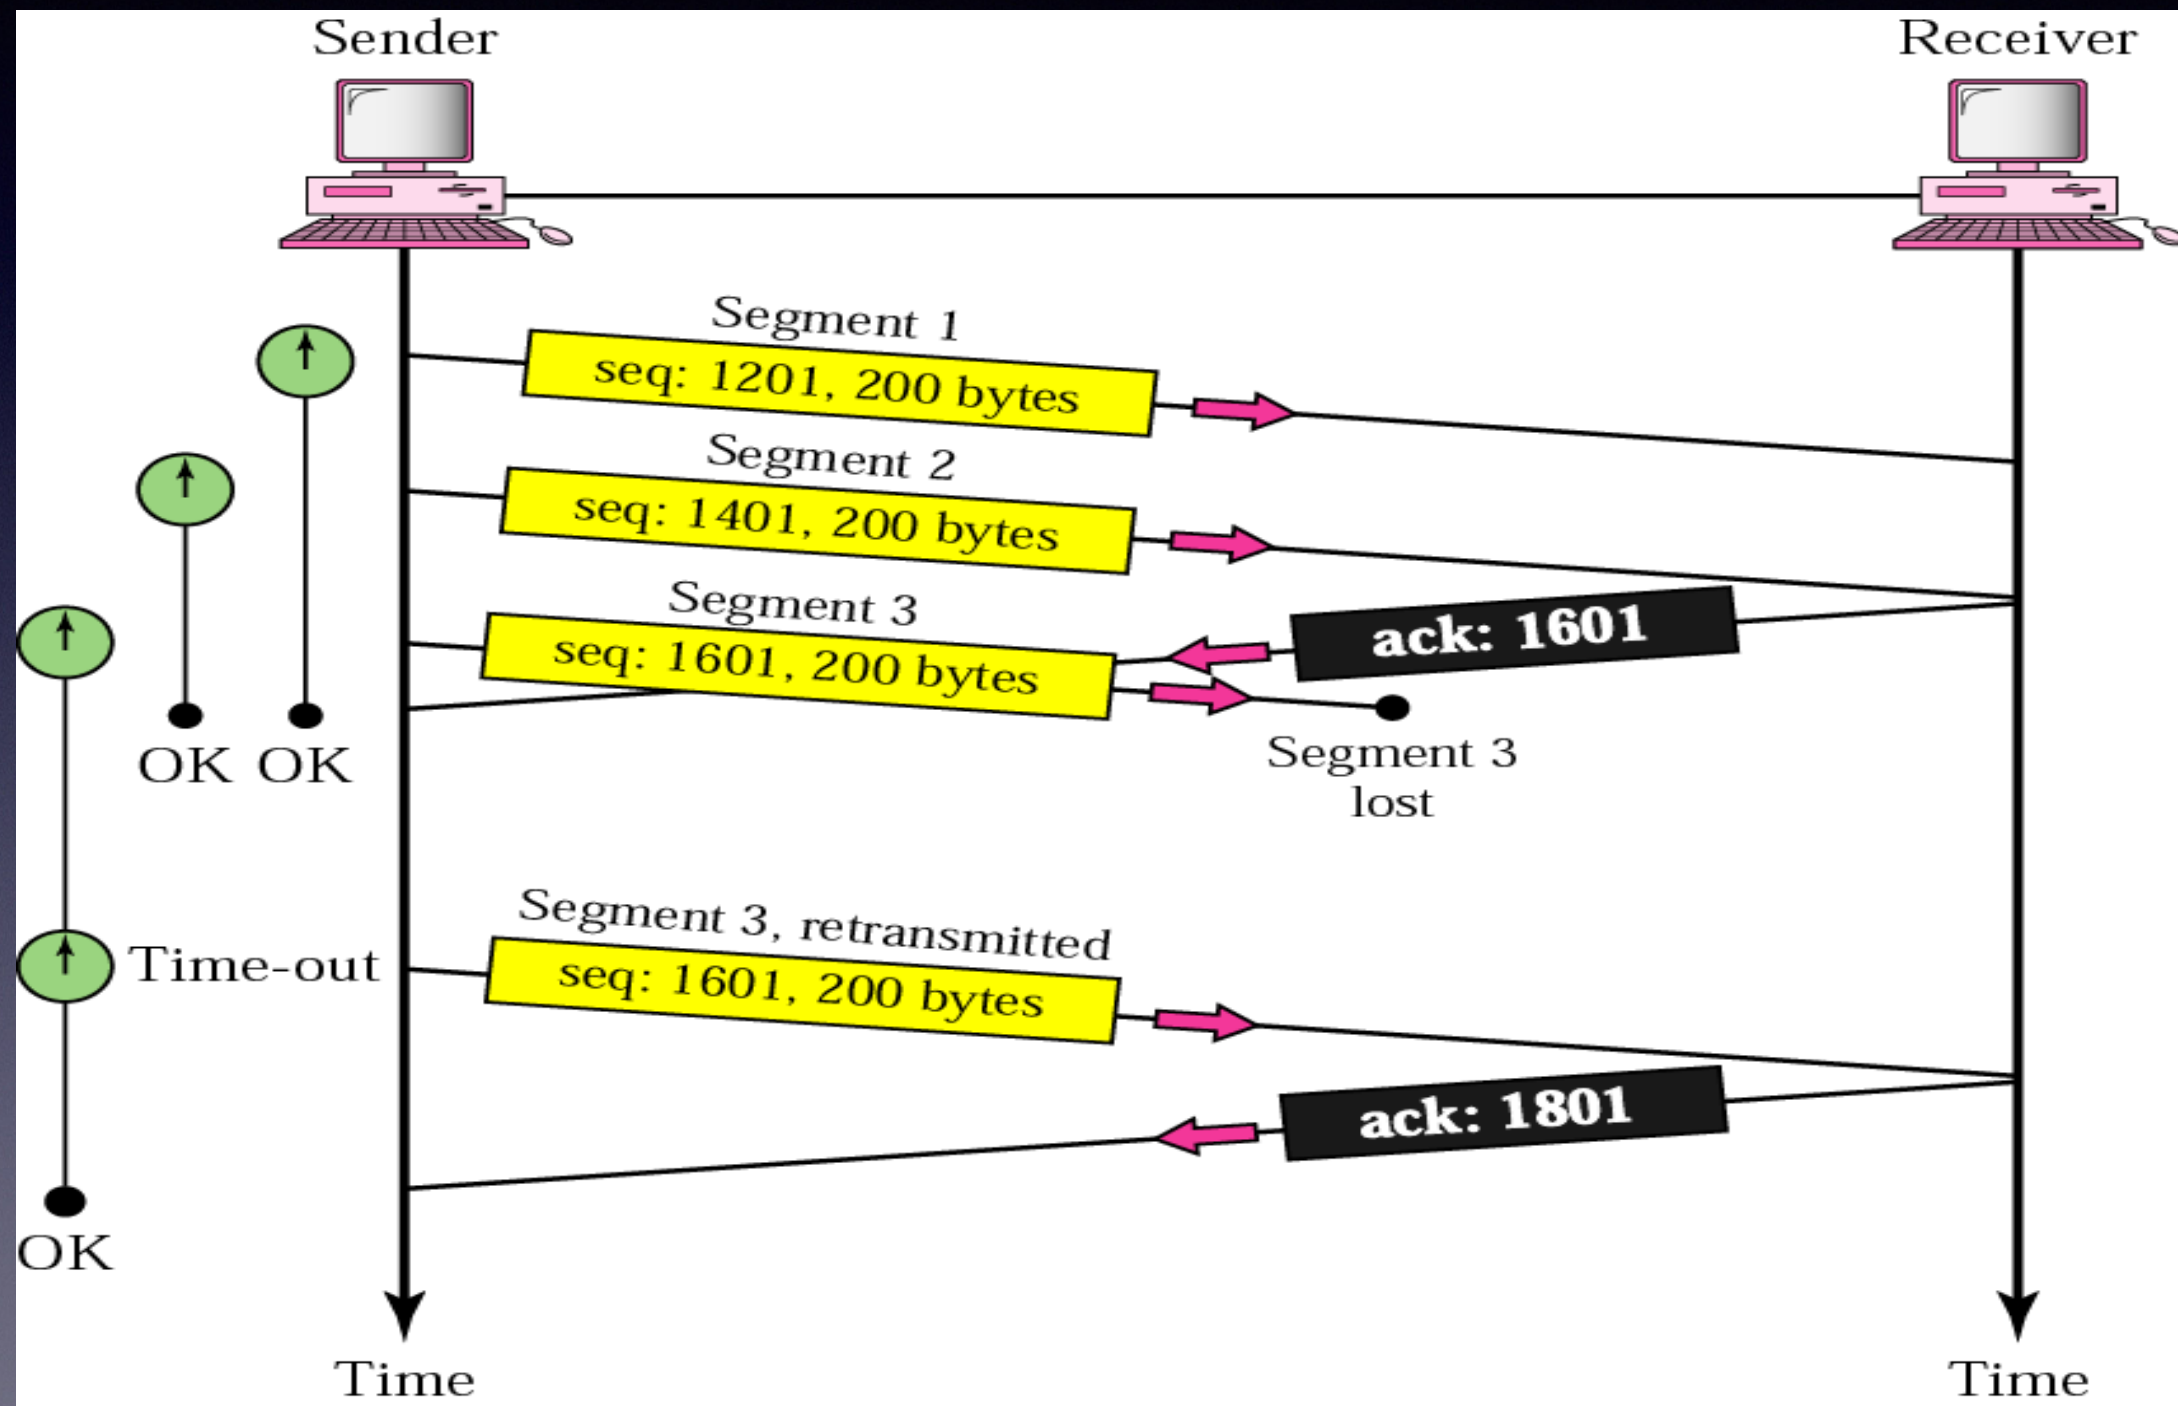 Sender
Receiver
Segment 1
seq: 1201, 200 bytes
Segment 2
seq: 1401, 200 bytes
Segment 3
seq: 1601, 200 bytes
ack: 1601
OK
OK
Segment 3
lost
Segment 3, retransmitted
Time-out
seq: 1601, 200 bytes
ack: 1801
OK
Time
Time